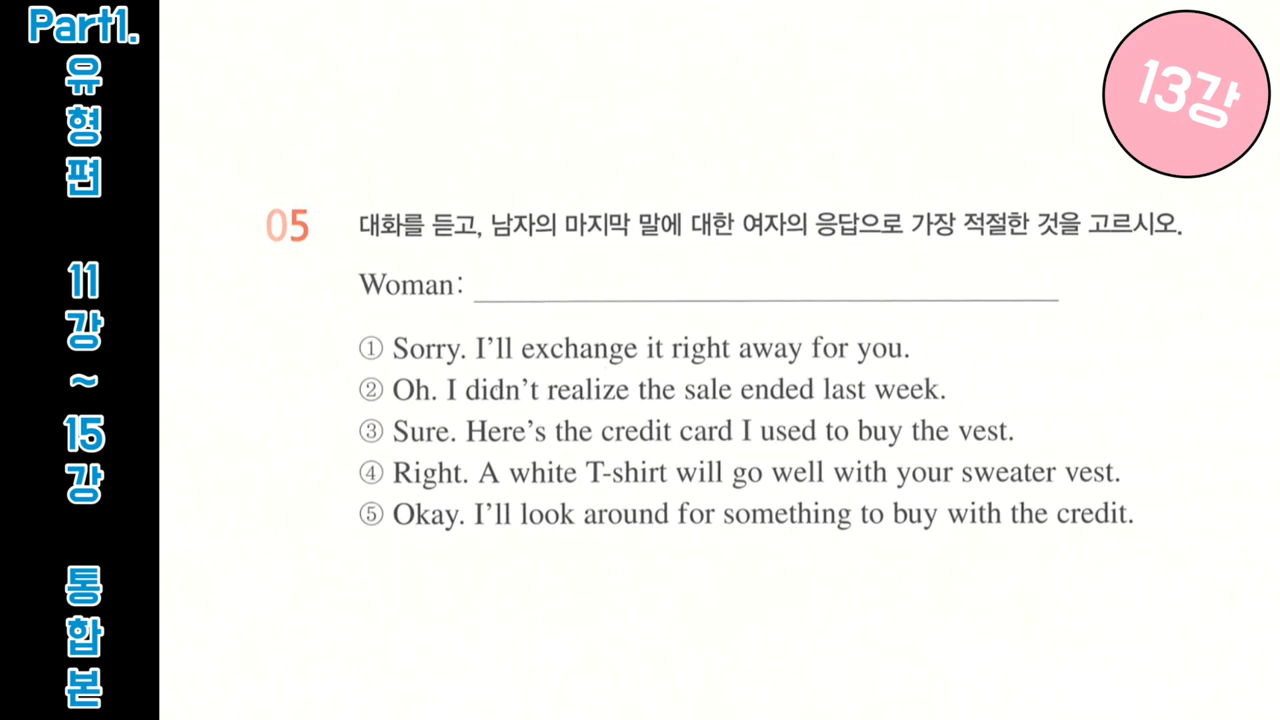 Part1.
유
형
편
11
강
~
15
강
통
합
본
13강
05 대화를 듣고, 남자의 마지막 말에 대한 여자의 응답으로 가장 적절한 것을 고르시오.
Woman:
① Sorry. I'll exchange it right away for you.
② Oh. I didn't realize the sale ended last week.
③ Sure. Here's the credit card I used to buy the vest.
④ Right. A white T-shirt will go well with your sweater vest.
⑤ Okay. I'll look around for something to buy with the credit.